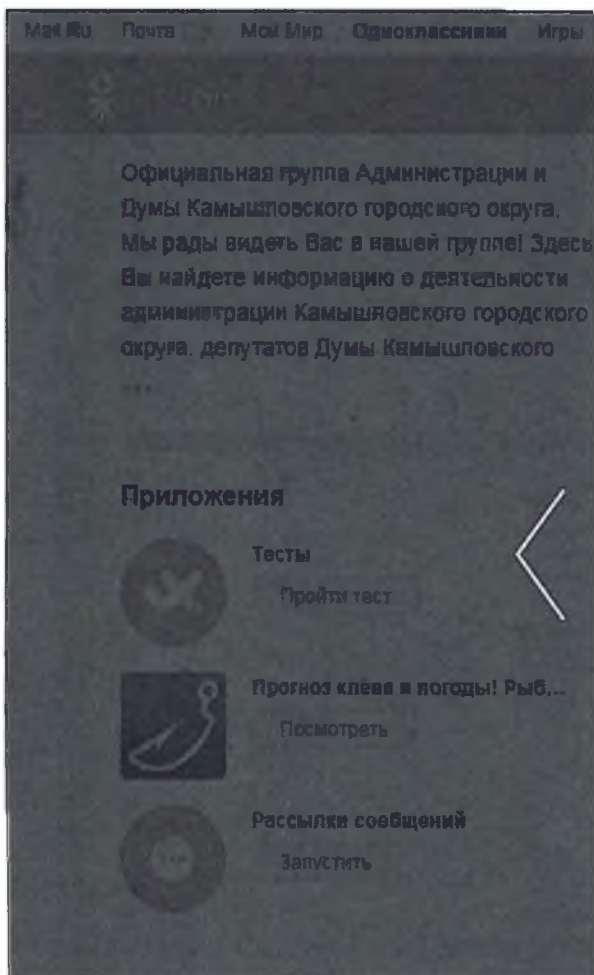 Mail.Ru Почта Мой Мир Одноклассники Игры
Официальная группа Администрации и
Думы Камышловского городского округа.
Мы рады видеть Вас в нашей группе! Здесь
Вы найдете информацию о деятельности
администрации Камышловского городского
округа, депутатов Думы Камышловского
...
Приложения
Тесты
Пройти тест
Прогноз клева и погоды! Рыб...
Посмотреть
Рассылки сообщений
Запустить